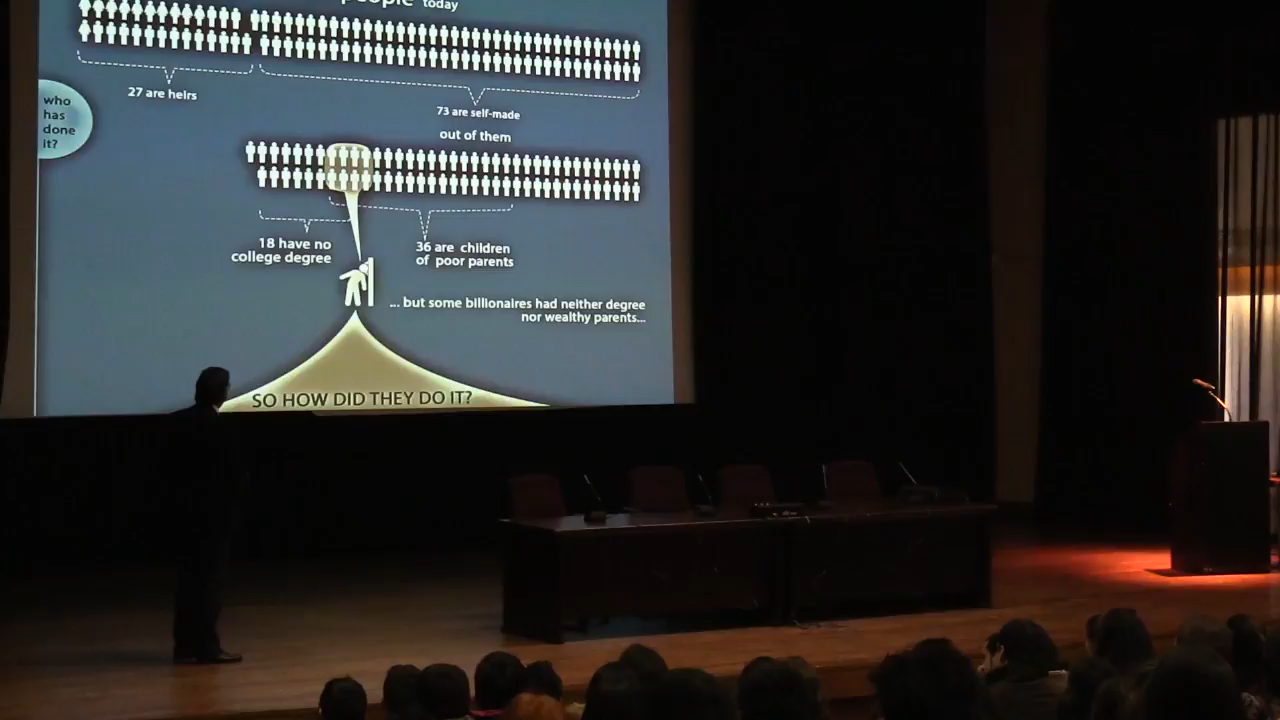 people today
27 are heirs
73 are self-made
out of them
who
has
done
it?
18 have no
college degree
36 are children
of poor parents
... but some billionaires had neither degree
nor wealthy parents...
SO HOW DID THEY DO IT?